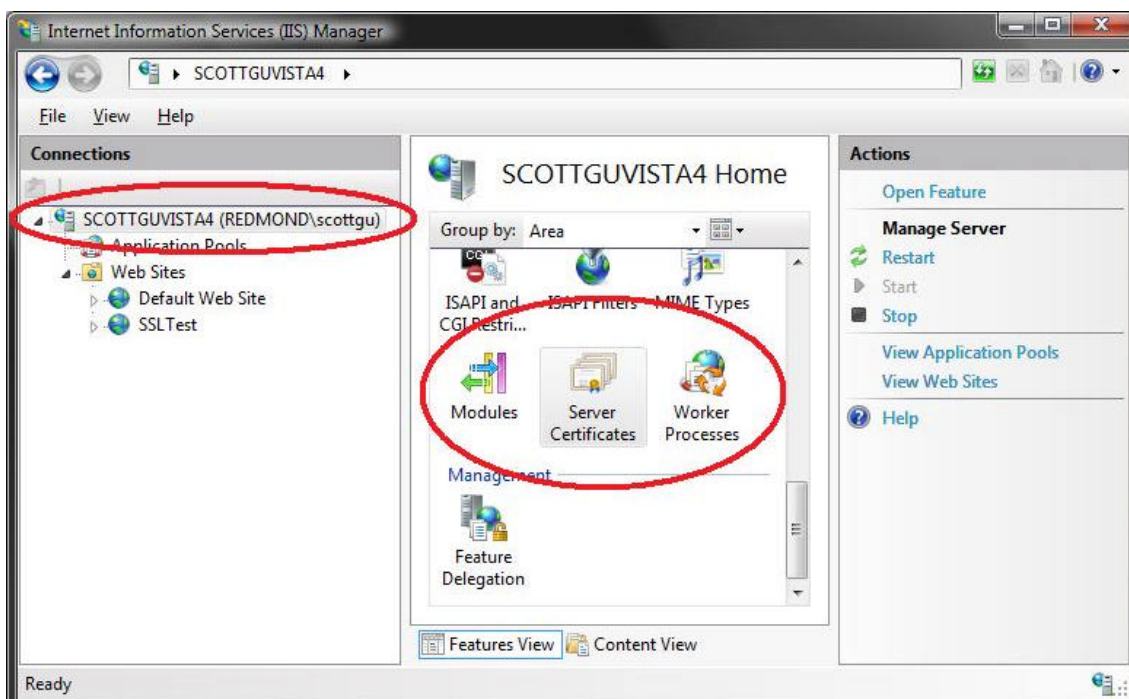 Internet Information Services (IIS) Manager
SCOTTGUVISTA4
File View Help
Connections
SCOTTGUVISTA4 (REDMOND\scottgu)
Application Pools
Web Sites
Default Web Site
SSLTest
SCOTTGUVISTA4 Home
Group by: Area
ISAPI and CGI Restri...
ISAPI Filters
MIME Types
Modules
Server Certificates
Worker Processes
Management
Feature Delegation
Features View
Content View
Actions
Open Feature
Manage Server
Restart
Start
Stop
View Application Pools
View Web Sites
Help
Ready